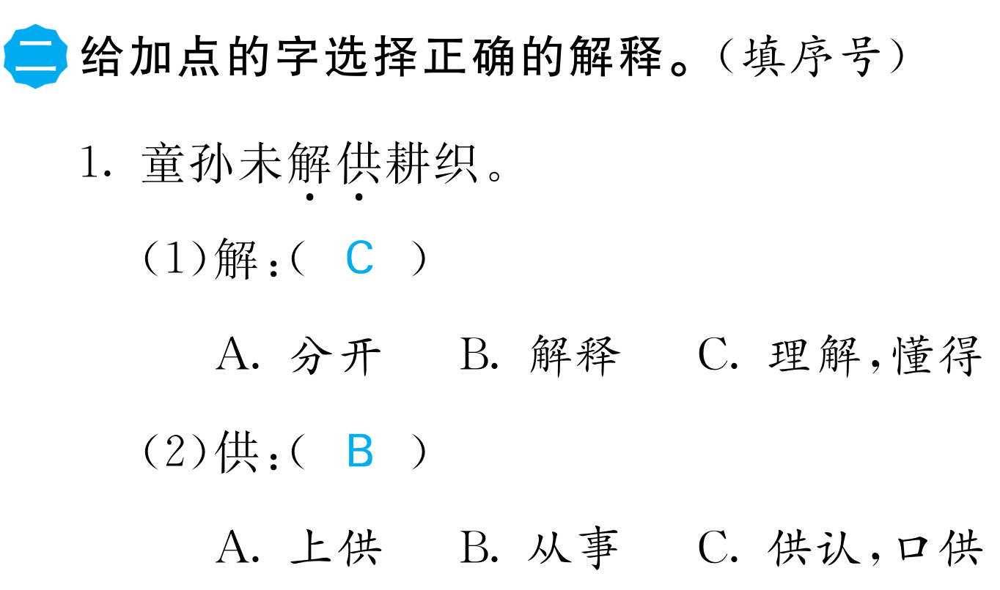 二 给加点的字选择正确的解释。（填序号）
1. 童孙未解供耕织。
（1）解：（ C ）
A. 分开 B. 解释 C. 理解，懂得
（2）供：（ B ）
A. 上供 B. 从事 C. 供认，口供